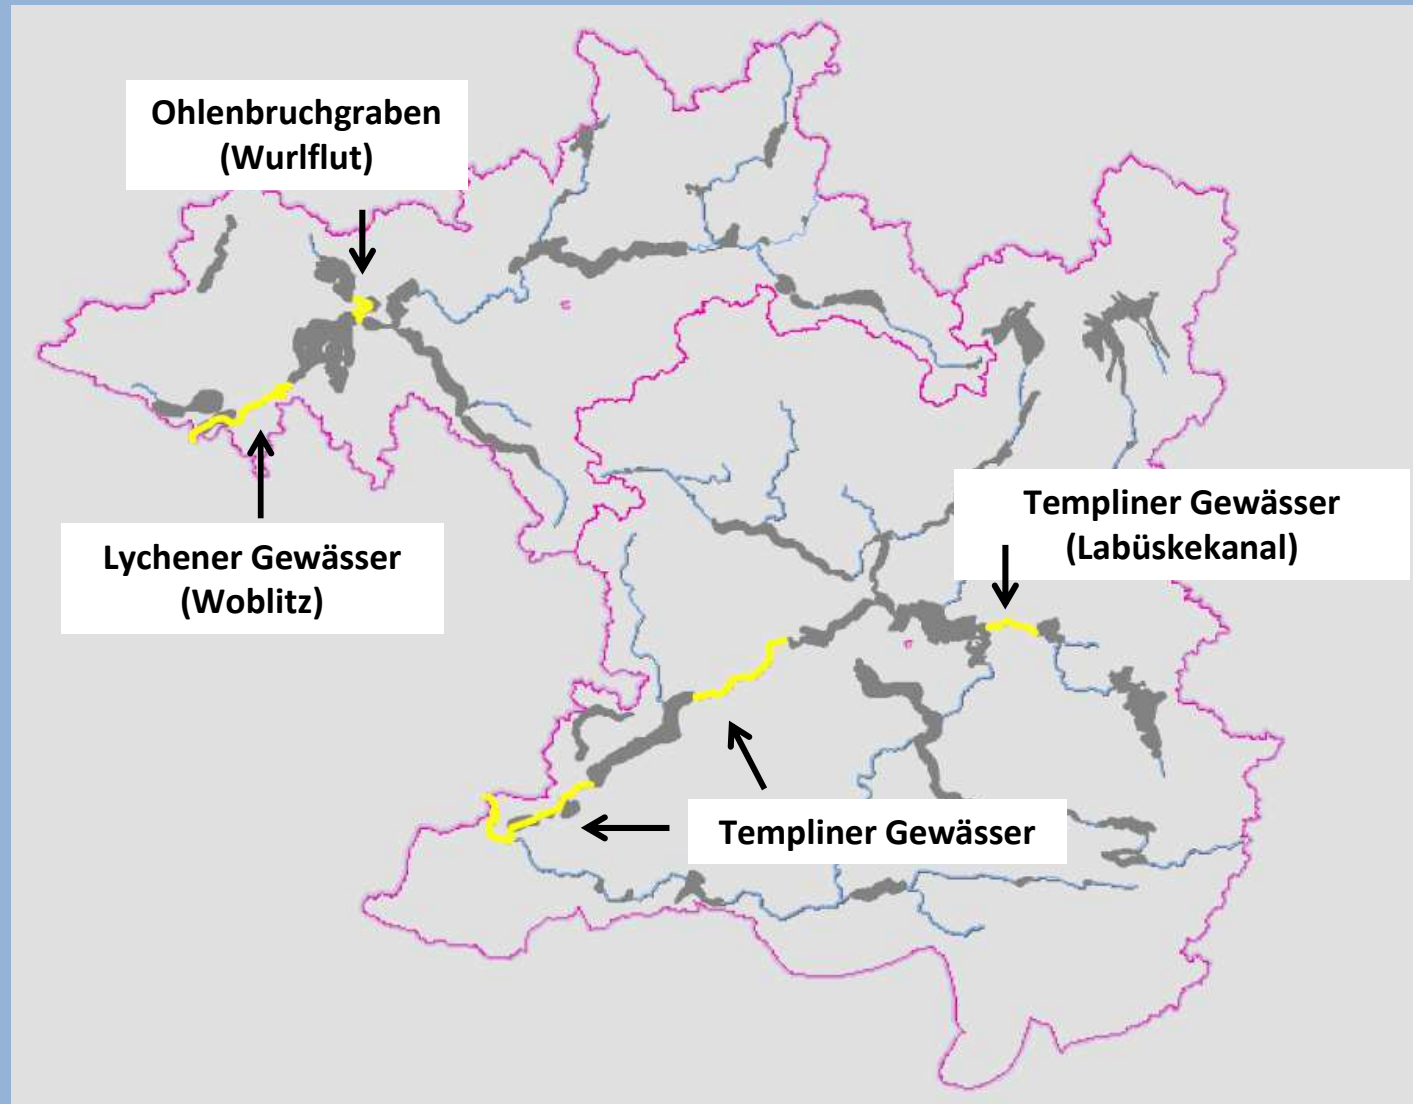 Ohlenbruchgraben
(Wurlflut)
Lychener Gewässer
(Woblitz)
Templiner Gewässer
(Labüskekanal)
Templiner Gewässer